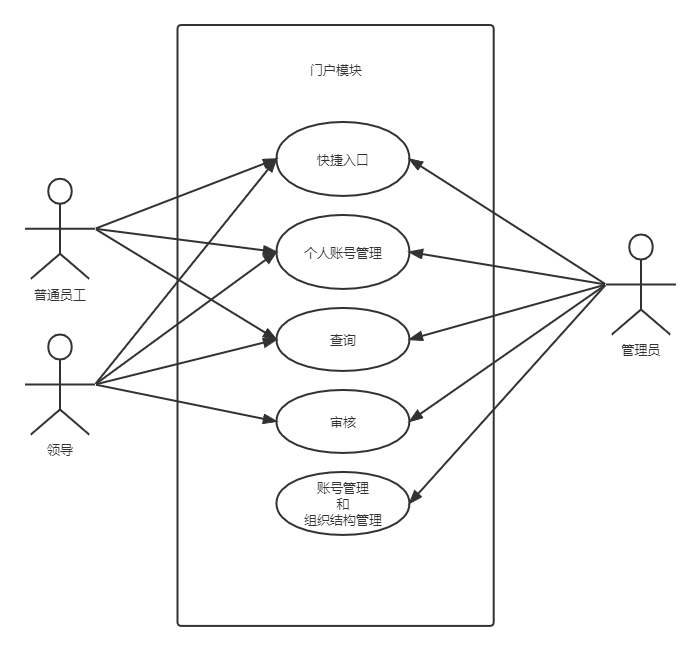 门户模块
快捷入口
个人账号管理
查询
审核
账号管理
和
组织结构管理
普通员工
领导
管理员